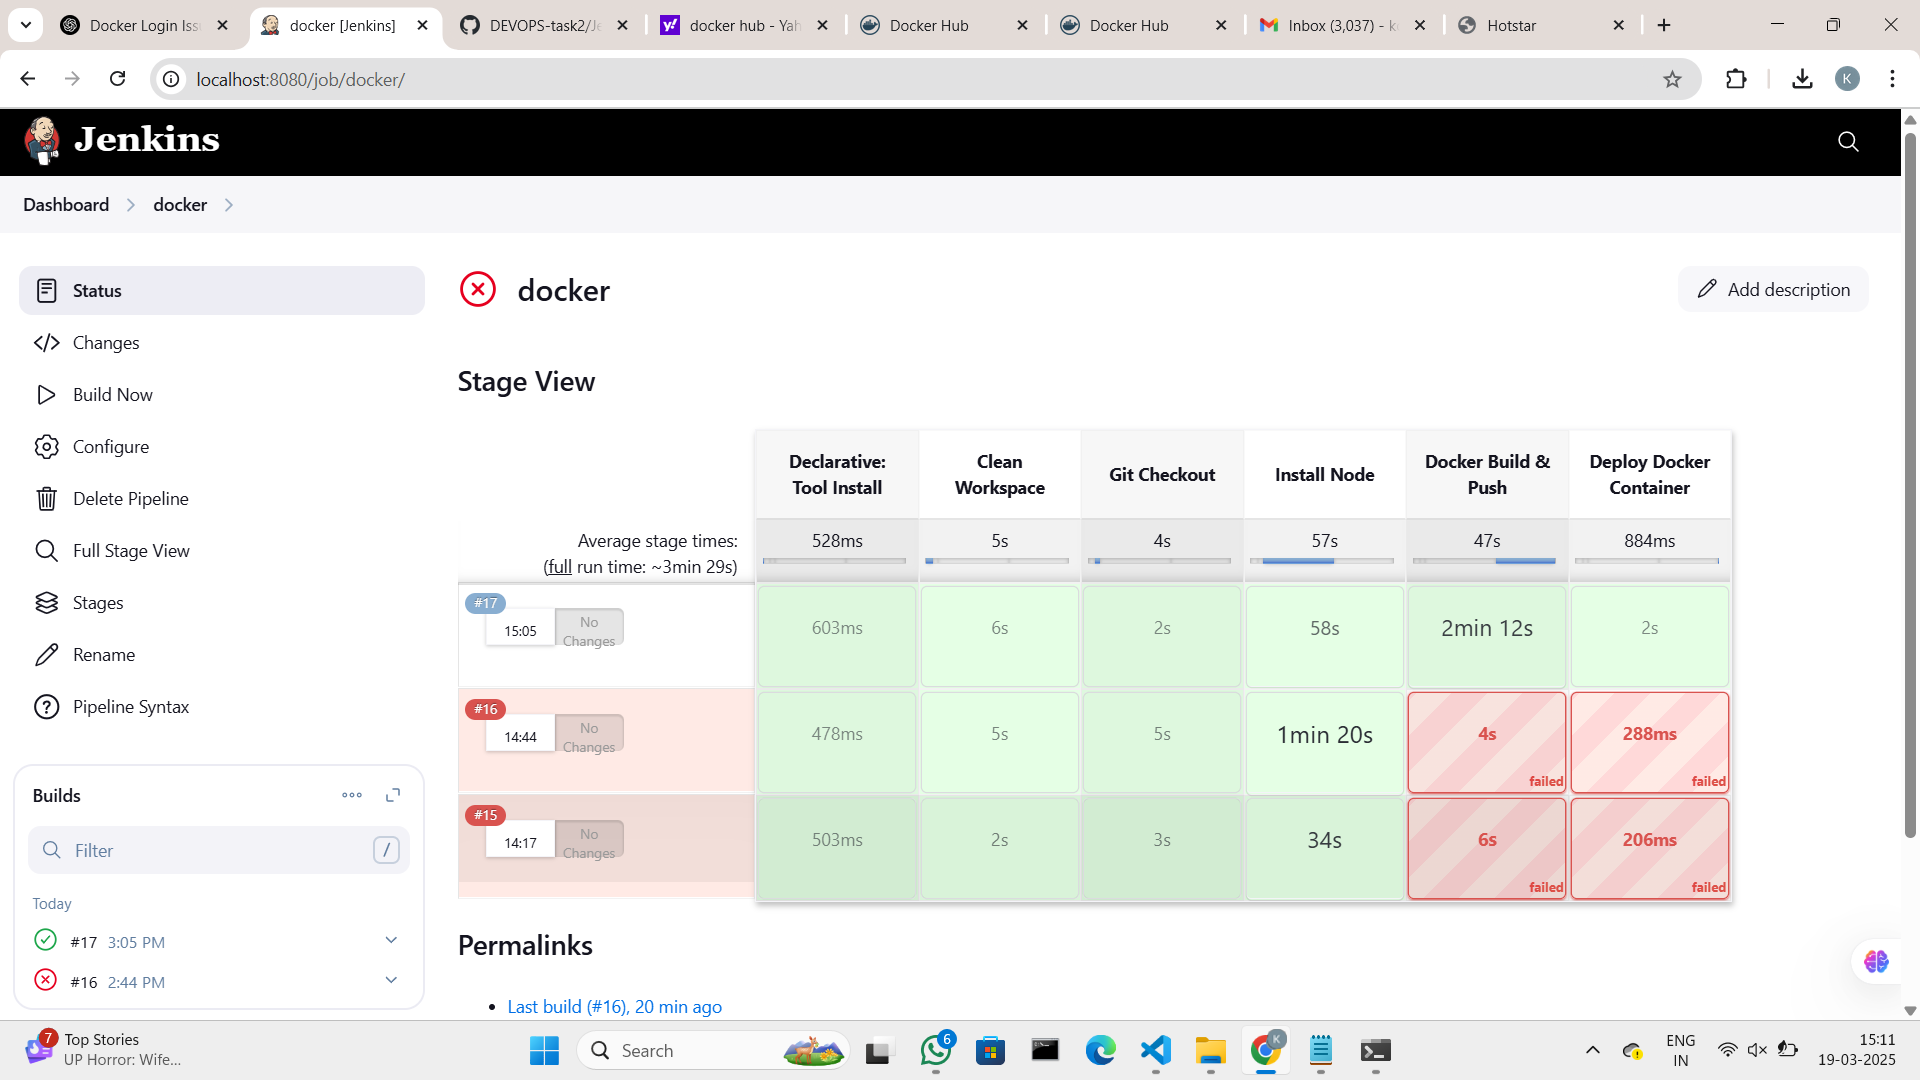 Docker Login Iss
docker [Jenkins]
DEVOPS-task2/Je
docker hub - Yah
Docker Hub
Docker Hub
Inbox (3,037) - k
Hotstar
localhost:8080/job/docker/
K
Jenkins
Dashboard
docker
Status
Changes
Build Now
Configure
Delete Pipeline
Full Stage View
Stages
Rename
Pipeline Syntax
Builds
Filter
/
Today
#17 3:05 PM
#16 2:44 PM
docker
Add description
Stage View
Declarative: Tool Install
Clean Workspace
Git Checkout
Install Node
Docker Build & Push
Deploy Docker Container
Average stage times:
(full run time: ~3min 29s)
528ms
5s
4s
57s
47s
884ms
#17
15:05
No Changes
603ms
6s
2s
58s
2min 12s
2s
#16
14:44
No Changes
478ms
5s
5s
1min 20s
4s
failed
288ms
failed
#15
14:17
No Changes
503ms
2s
3s
34s
6s
failed
206ms
failed
Permalinks
Last build (#16), 20 min ago
7
Top Stories
UP Horror: Wife...
Search
6
K
ENG
IN
15:11
19-03-2025